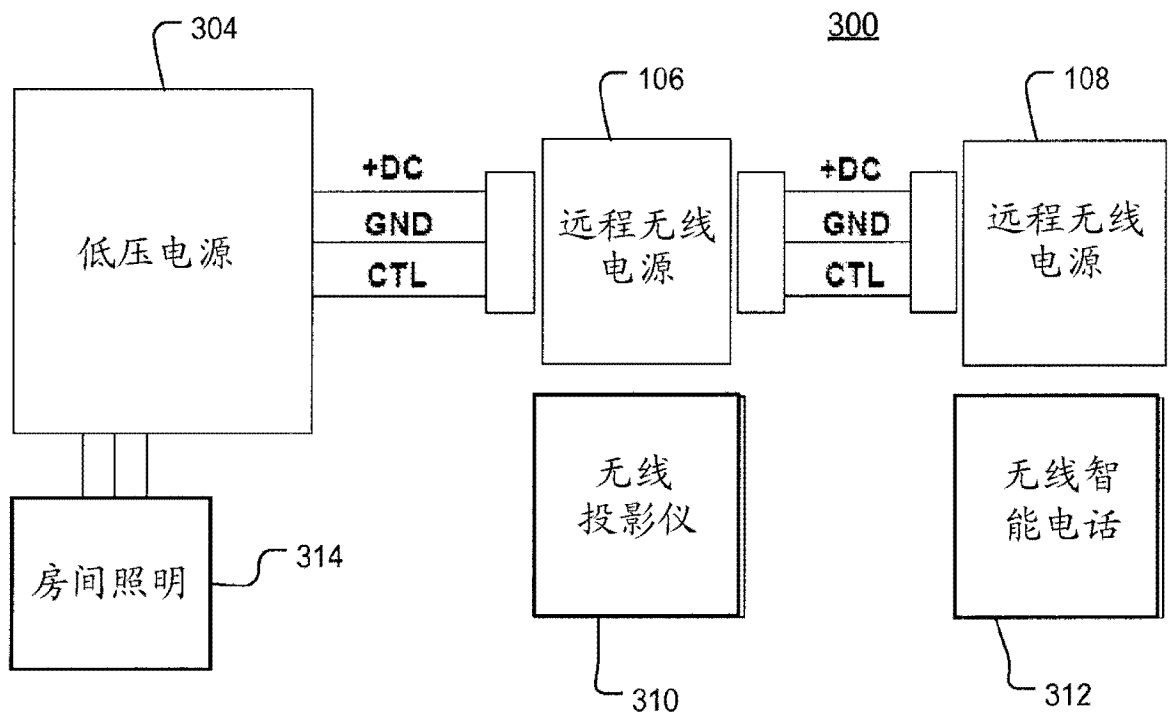 300
304
106
108
+DC
GND
CTL
+DC
GND
CTL
低压电源
远程无线
电源
远程无线
电源
无线
投影仪
无线智
能电话
房间照明
314
310
312